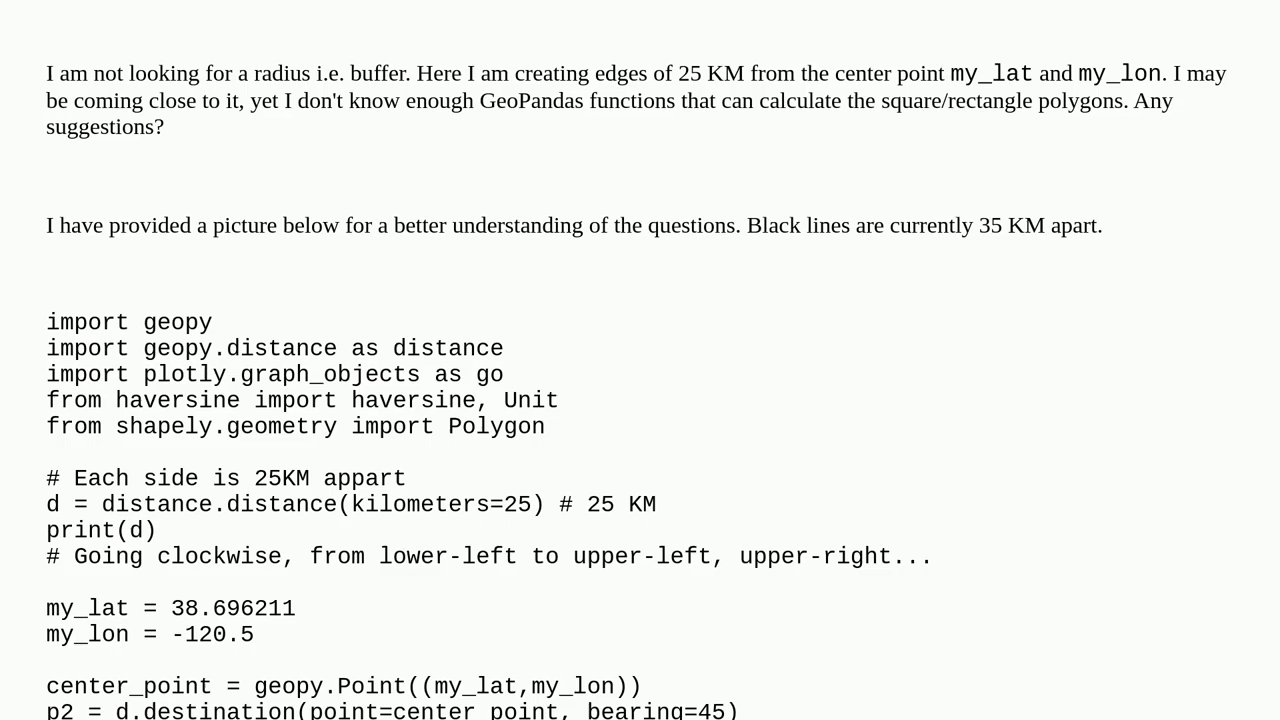 I am not looking for a radius i.e. buffer. Here I am creating edges of 25 KM from the center point my_lat and my_lon. I may
be coming close to it, yet I don't know enough GeoPandas functions that can calculate the square/rectangle polygons. Any
suggestions?
I have provided a picture below for a better understanding of the questions. Black lines are currently 35 KM apart.
import geopy
import geopy.distance as distance
import plotly.graph_objects as go
from haversine import haversine, Unit
from shapely.geometry import Polygon
# Each side is 25KM appart
d = distance.distance(kilometers=25) # 25 KM
print(d)
# Going clockwise, from lower-left to upper-left, upper-right...
my_lat = 38.696211
my_lon = -120.5
center_point = geopy.Point((my_lat,my_lon))
p2 = d.destination(point=center_point, bearing=45)